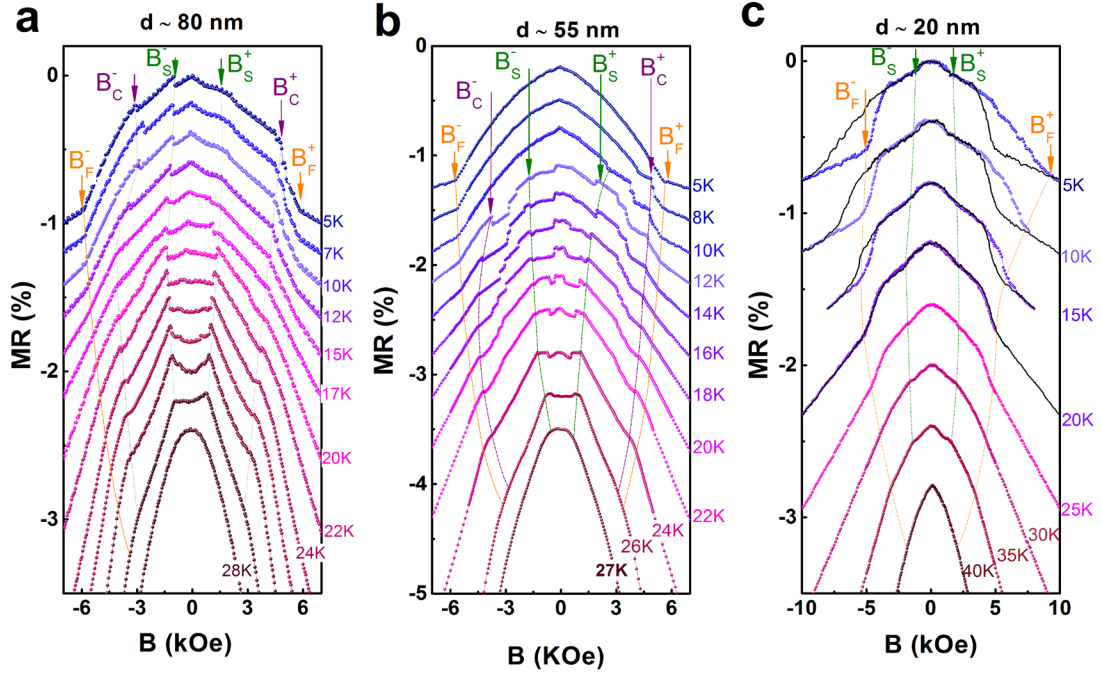 a
d ~ 80 nm
B_S^-
B_S^+
B_C^-
B_C^+
B_F^-
B_F^+
0
-1
-2
-3
MR (%)
5K
7K
10K
12K
15K
17K
20K
22K
24K
28K
-6 -3 0 3 6
B (kOe)
b
d ~ 55 nm
B_C^-
B_S^-
B_S^+
B_C^+
B_F^-
B_F^+
0
-1
-2
-3
-4
-5
MR (%)
5K
8K
10K
12K
14K
16K
18K
20K
22K
24K
26K
27K
-6 -3 0 3 6
B (KOe)
c
d ~ 20 nm
B_S^-
B_S^+
B_F^-
B_F^+
0
-1
-2
-3
MR (%)
5K
10K
15K
20K
25K
30K
35K
40K
-10 -5 0 5 10
B (kOe)